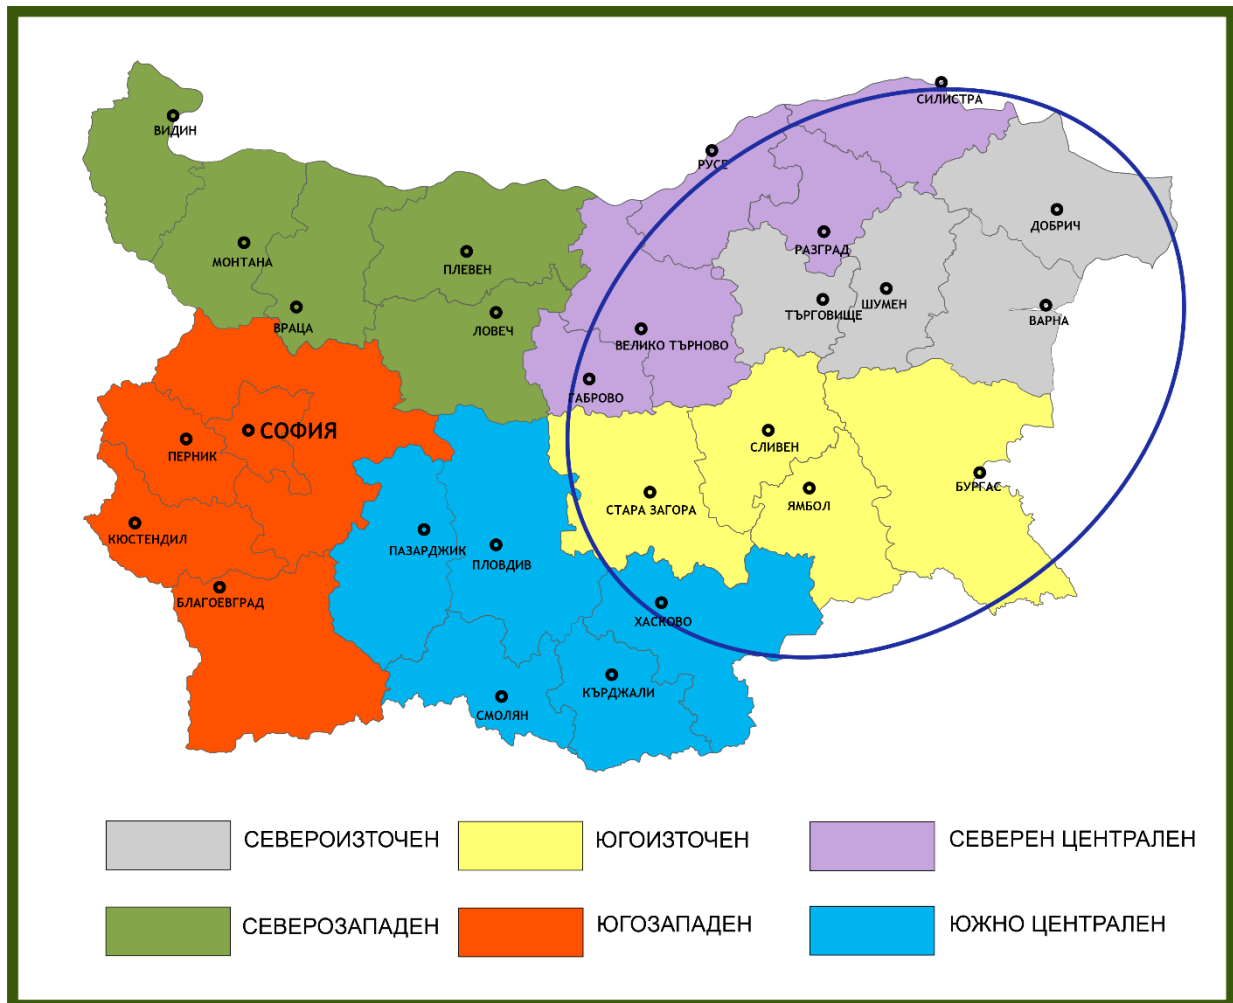 СИЛИСТРА
ВИДИН
РУСЕ
ДОБРИЧ
РАЗГРАД
МОНТАНА
ПЛЕВЕН
ШУМЕН
ТЪРГОВИЩЕ
ВАРНА
ВРАЦА
ЛОВЕЧ
ВЕЛИКО ТЪРНОВО
ГАБРОВО
СОФИЯ
ПЕРНИК
СЛИВЕН
БУРГАС
СТАРА ЗАГОРА
ЯМБОЛ
КЮСТЕНДИЛ
ПАЗАРДЖИК
ПЛОВДИВ
БЛАГОЕВГРАД
ХАСКОВО
КЪРДЖАЛИ
СМОЛЯН
СЕВЕРОИЗТОЧЕН
ЮГОИЗТОЧЕН
СЕВЕРЕН ЦЕНТРАЛЕН
СЕВЕРОЗАПАДЕН
ЮГОЗАПАДЕН
ЮЖНО ЦЕНТРАЛЕН